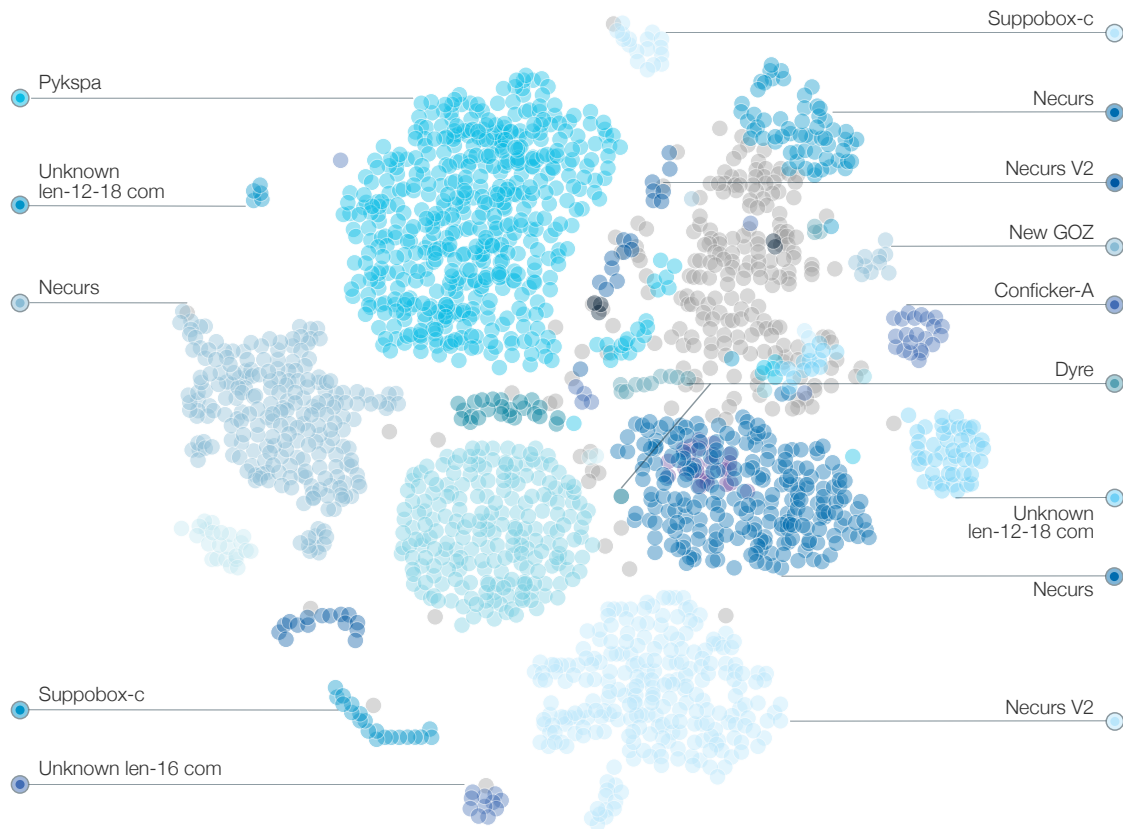 Suppobox-c
Pykspa
Necurs
Unknown
len-12-18 com
Necurs V2
New GOZ
Necurs
Conficker-A
Dyre
Unknown
len-12-18 com
Necurs
Suppobox-c
Necurs V2
Unknown len-16 com